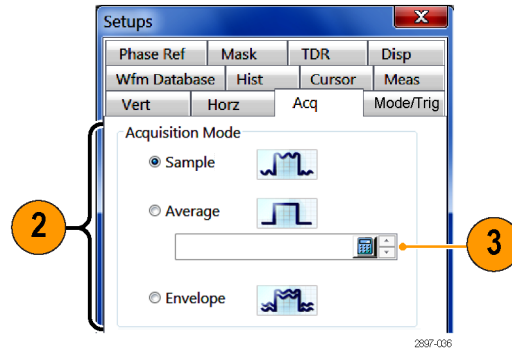 Setups
Phase Ref Mask TDR Disp
Wfm Database Hist Cursor Meas
Vert Horz Acq Mode/Trig
Acquisition Mode
Sample
2
Average
3
Envelope
2897-036